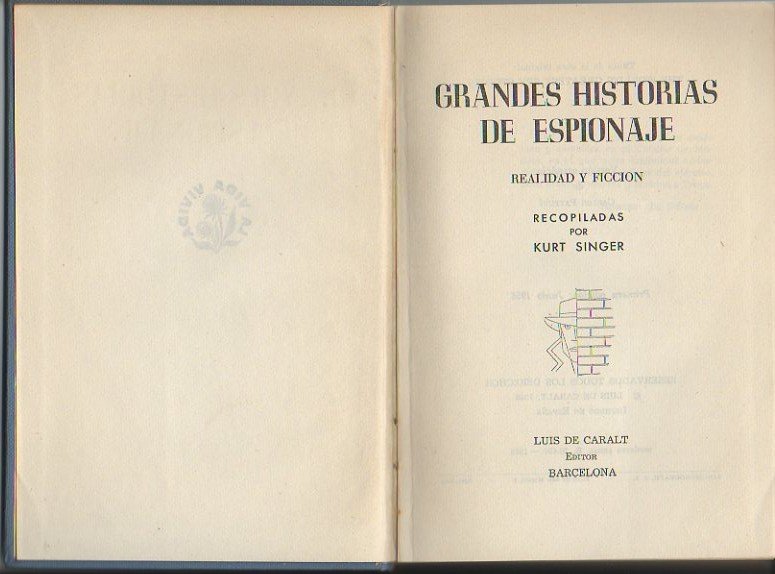 GRANDES HISTORIAS
DE ESPIONAJE
REALIDAD Y FICCION
RECOPILADAS
POR
KURT SINGER
LUIS DE CARALT
EDITOR
BARCELONA